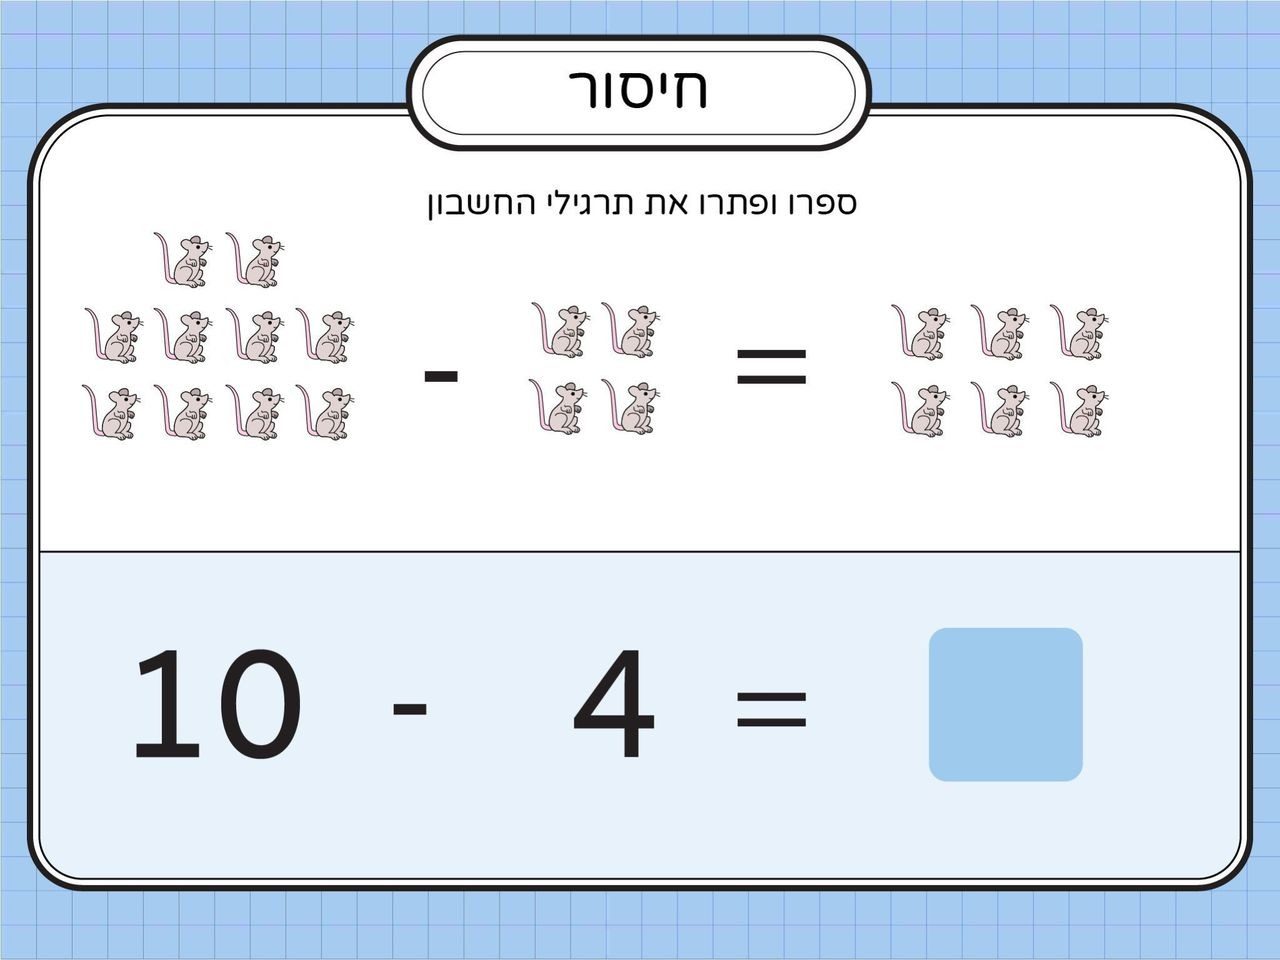 חיסור
ספרו ופתרו את תרגילי החשבון
- =
10 - 4 =